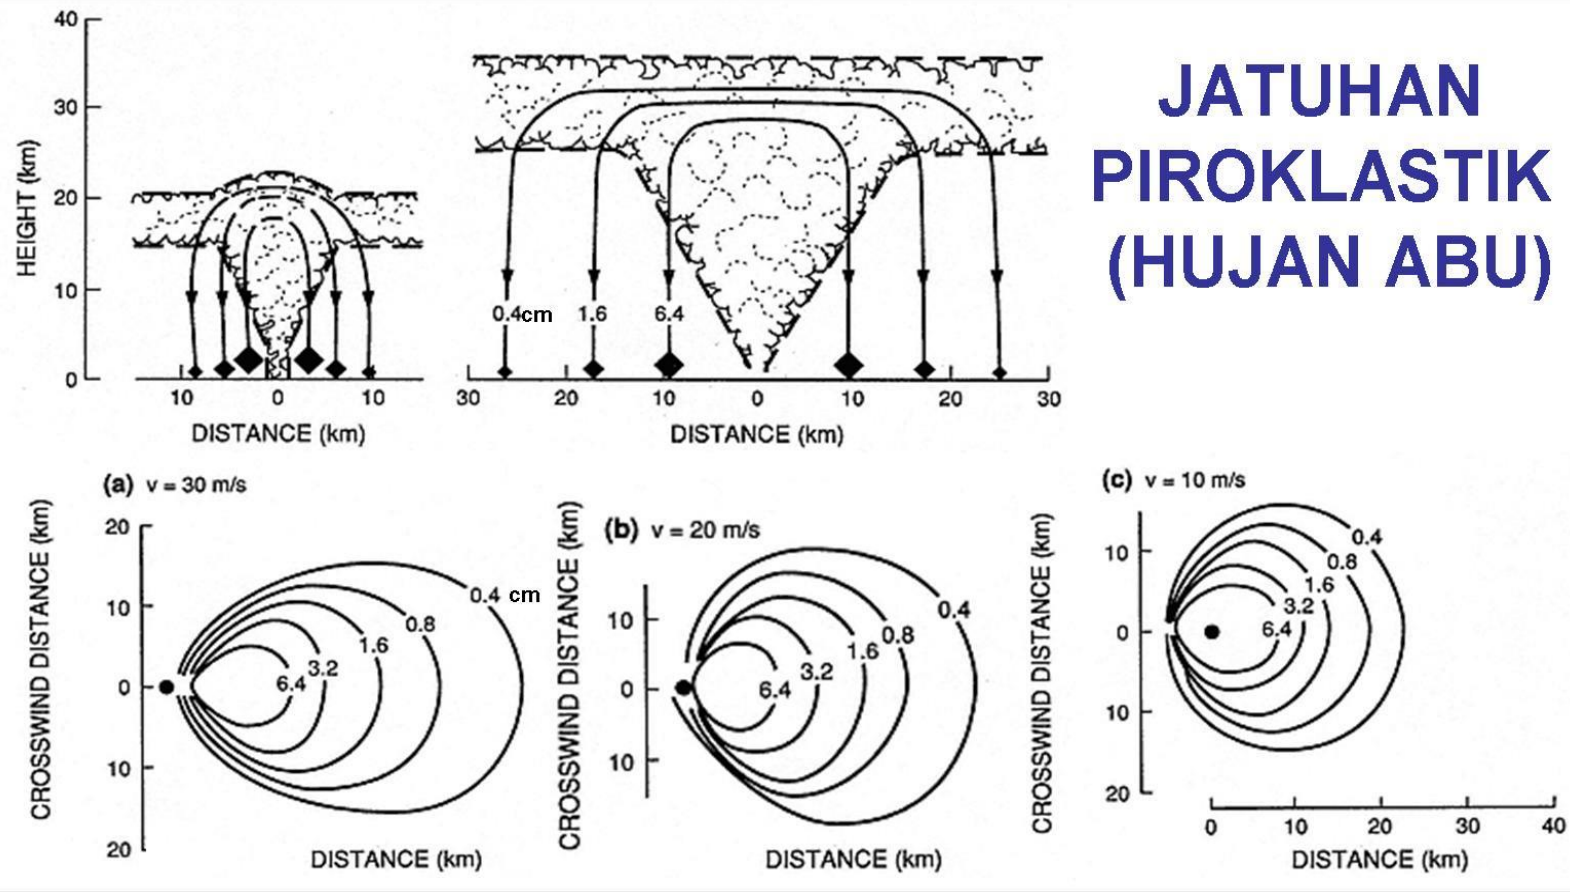 JATUHAN
PIROKLASTIK
(HUJAN ABU)
HEIGHT (km)
40
30
20
10
0
10 0 10
DISTANCE (km)
0.4cm 1.6 6.4
30 20 10 0 10 20 30
DISTANCE (km)
(a) v = 30 m/s
CROSSWIND DISTANCE (km)
20
10
0
10
20
6.4 3.2 1.6 0.8 0.4 cm
DISTANCE (km)
(b) v = 20 m/s
CROSSWIND DISTANCE (km)
10
0
10
6.4 3.2 1.6 0.8 0.4
DISTANCE (km)
(c) v = 10 m/s
CROSSWIND DISTANCE (km)
10
0
10
20
0.4
0.8
1.6
3.2
6.4
0 10 20 30 40
DISTANCE (km)